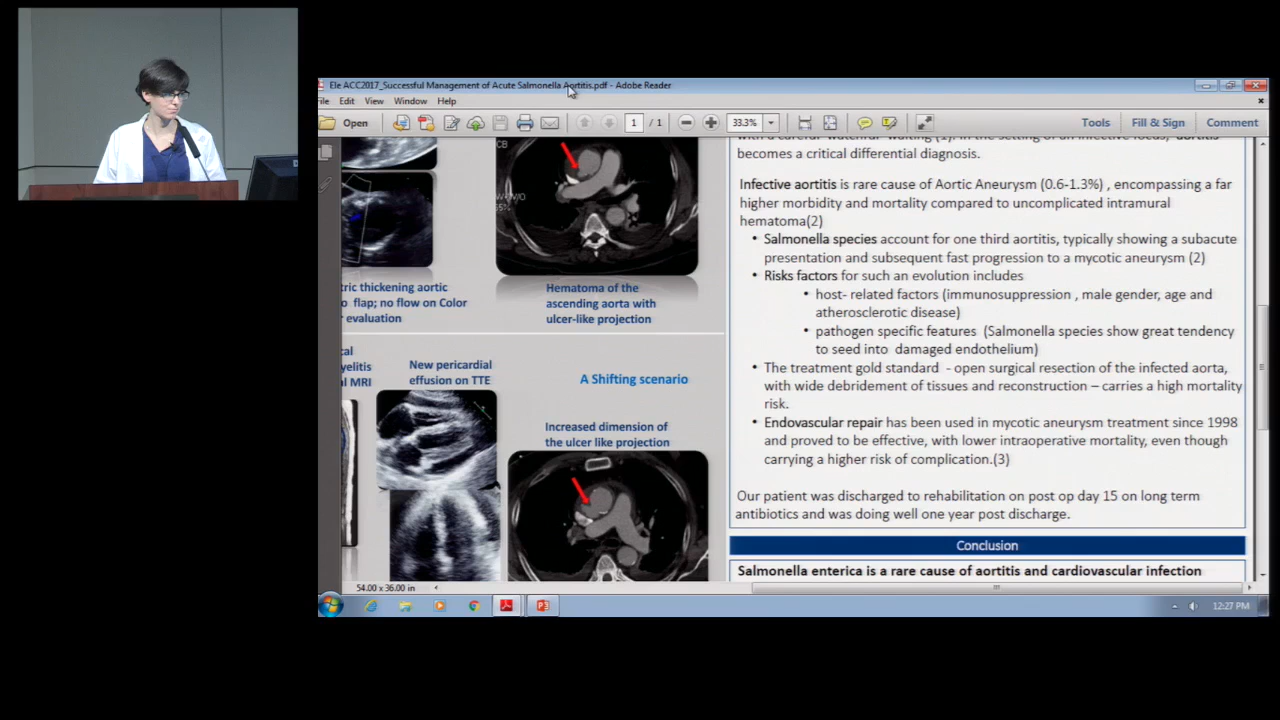 Ele ACC2017_Successful Management of Acute Salmonella Aortitis.pdf - Adobe Reader
File Edit View Window Help
Open 1 / 1 33.3% Tools Fill & Sign Comment
CB
W+W/O
tric thickening aortic
o flap; no flow on Color
r evaluation
Hematoma of the
ascending aorta with
ulcer-like projection
cal
yelitis
al MRI
New pericardial
effusion on TTE
A Shifting scenario
Increased dimension of
the ulcer like projection
becomes a critical differential diagnosis.
Infective aortitis is rare cause of Aortic Aneurysm (0.6-1.3%) , encompassing a far
higher morbidity and mortality compared to uncomplicated intramural
hematoma(2)
• Salmonella species account for one third aortitis, typically showing a subacute
presentation and subsequent fast progression to a mycotic aneurysm (2)
• Risks factors for such an evolution includes
• host- related factors (immunosuppression , male gender, age and
atherosclerotic disease)
• pathogen specific features (Salmonella species show great tendency
to seed into damaged endothelium)
• The treatment gold standard - open surgical resection of the infected aorta,
with wide debridement of tissues and reconstruction – carries a high mortality
risk.
• Endovascular repair has been used in mycotic aneurysm treatment since 1998
and proved to be effective, with lower intraoperative mortality, even though
carrying a higher risk of complication.(3)
Our patient was discharged to rehabilitation on post op day 15 on long term
antibiotics and was doing well one year post discharge.
Conclusion
Salmonella enterica is a rare cause of aortitis and cardiovascular infection
54.00 x 36.00 in
12:27 PM